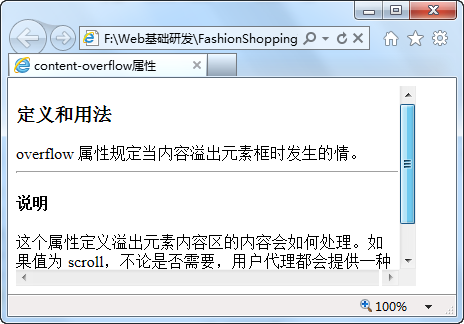 F:\Web基础研发\FashionShopping
content-overflow属性
定义和用法
overflow 属性规定当内容溢出元素框时发生的情。
说明
这个属性定义溢出元素内容区的内容会如何处理。如
果值为 scroll，不论是否需要，用户代理都会提供一种
100%